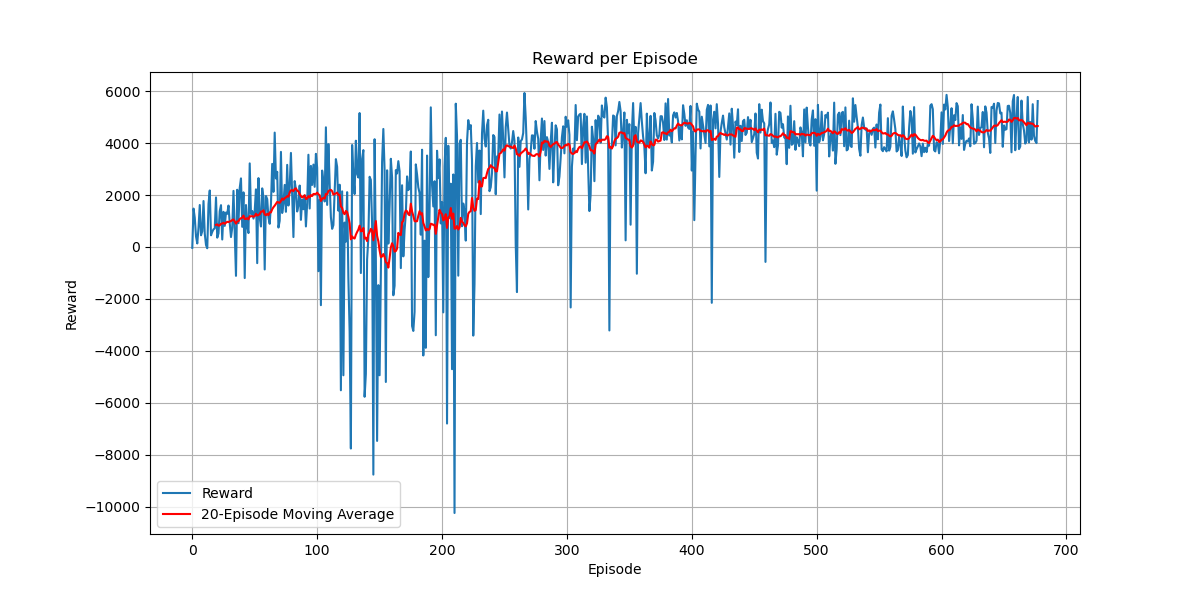 Reward per Episode
6000
4000
2000
0
−2000
−4000
−6000
−8000
−10000
Reward
Reward
20-Episode Moving Average
0 100 200 300 400 500 600 700
Episode